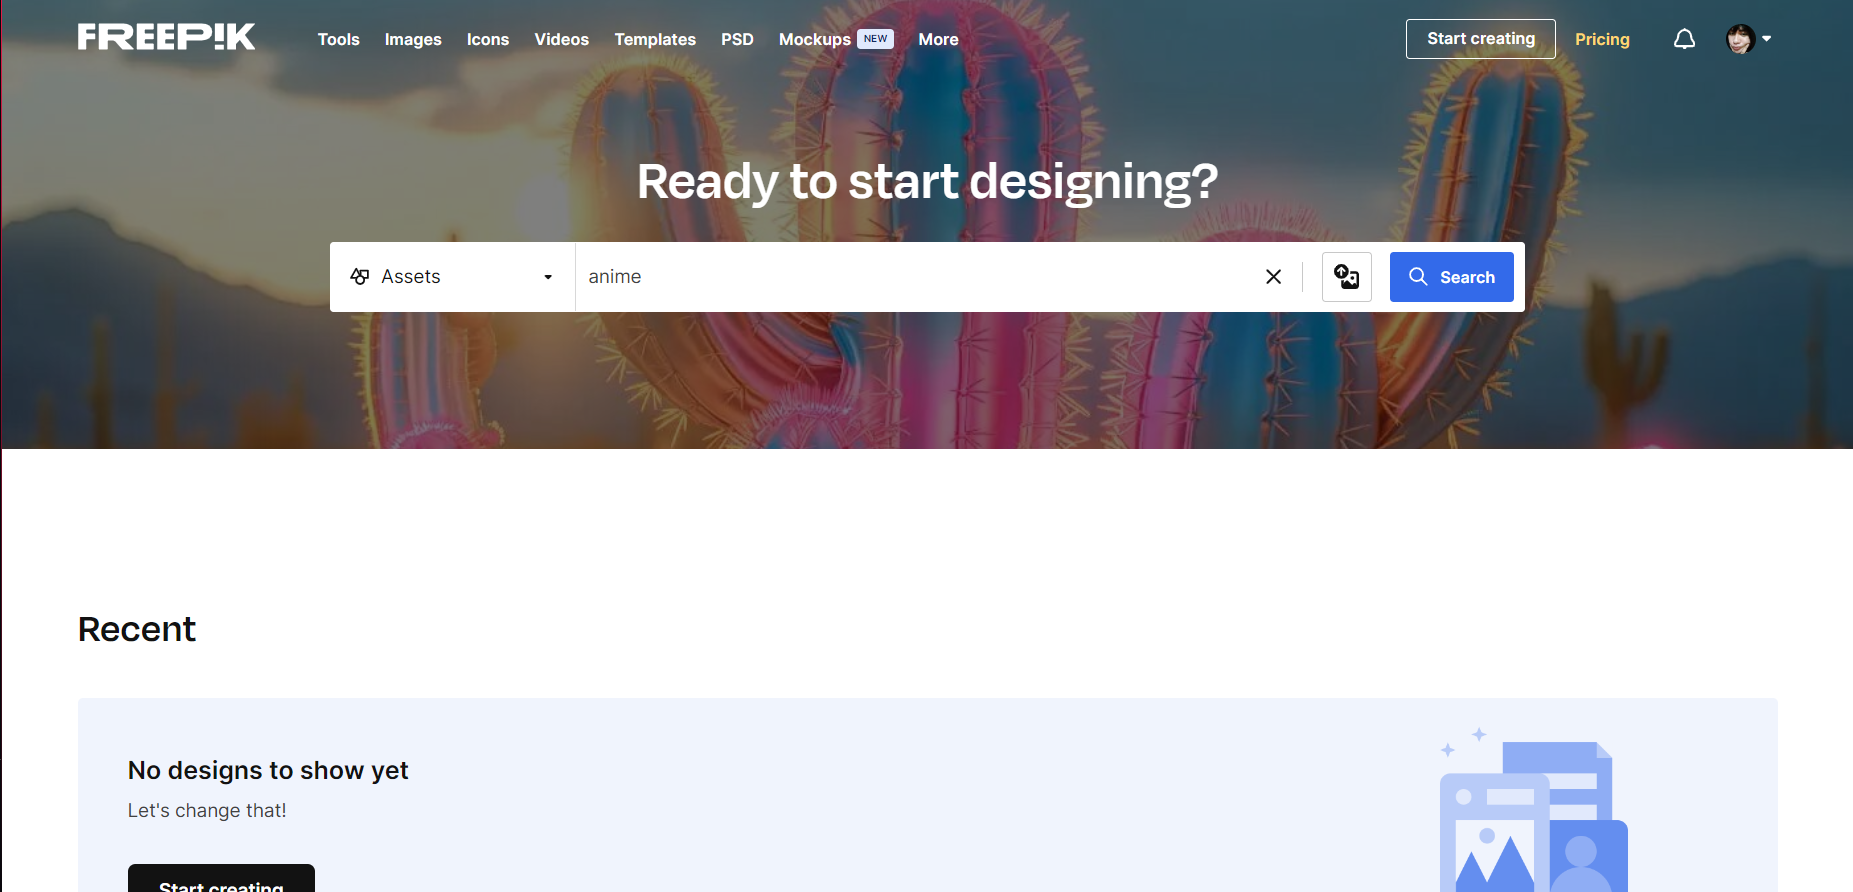 FREEP!K
Tools Images Icons Videos Templates PSD Mockups NEW More
Start creating Pricing
Ready to start designing?
Assets anime Search
Recent
No designs to show yet
Let's change that!
Start creating